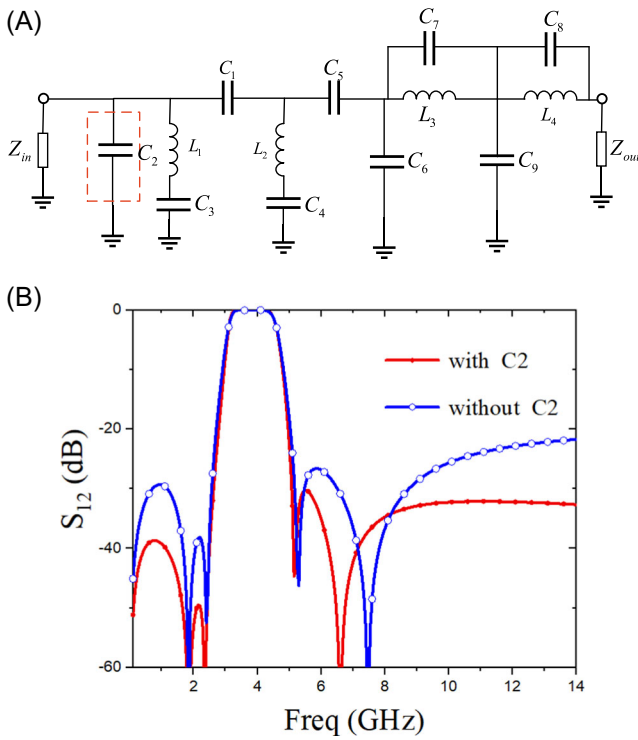 (A)
C7 C8
C1 C5
L3 L4
Zin C2 L1 L2 C6 C9 Zout
C3 C4
(B)
0
with C2
without C2
-20
S12 (dB)
-40
-60
2 4 6 8 10 12 14
Freq (GHz)